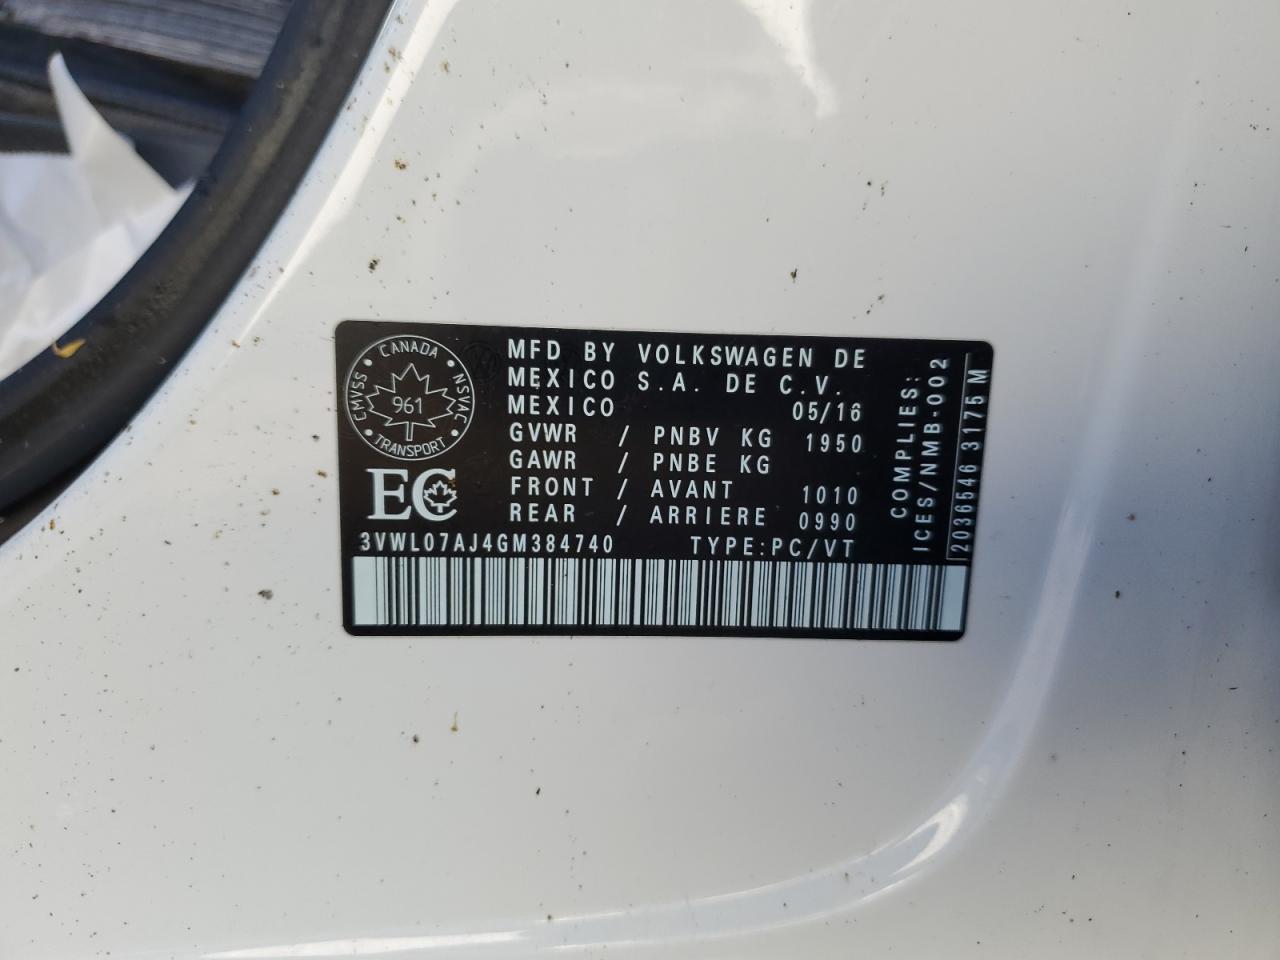 CANADA
CMVSS
NSVAC
961
TRANSPORT
EC
MFD BY VOLKSWAGEN DE
MEXICO S.A. DE C.V.
MEXICO 05/16
GVWR / PNBV KG 1950
GAWR / PNBE KG
FRONT / AVANT 1010
REAR / ARRIERE 0990
3VWL07AJ4GM384740 TYPE:PC/VT
COMPLIES:
ICES/NMB-002
2036546 3175M